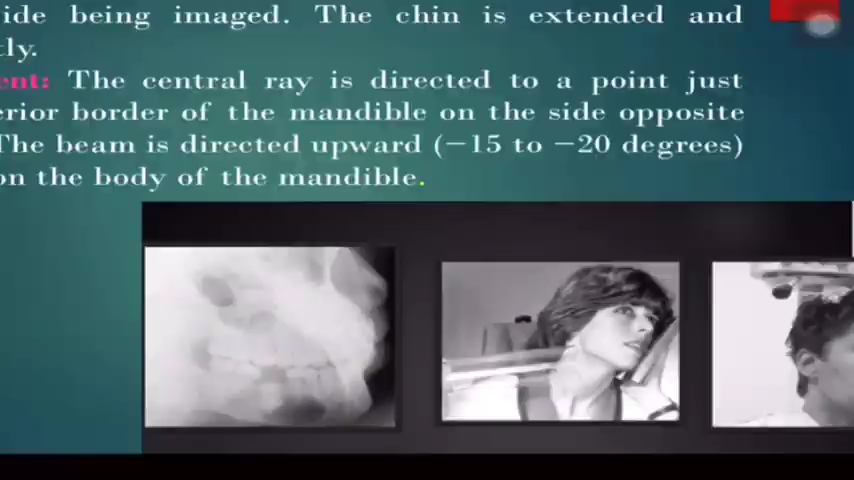 ide being imaged. The chin is extended and
tly.
ent: The central ray is directed to a point just
erior border of the mandible on the side opposite
The beam is directed upward (−15 to −20 degrees)
on the body of the mandible.